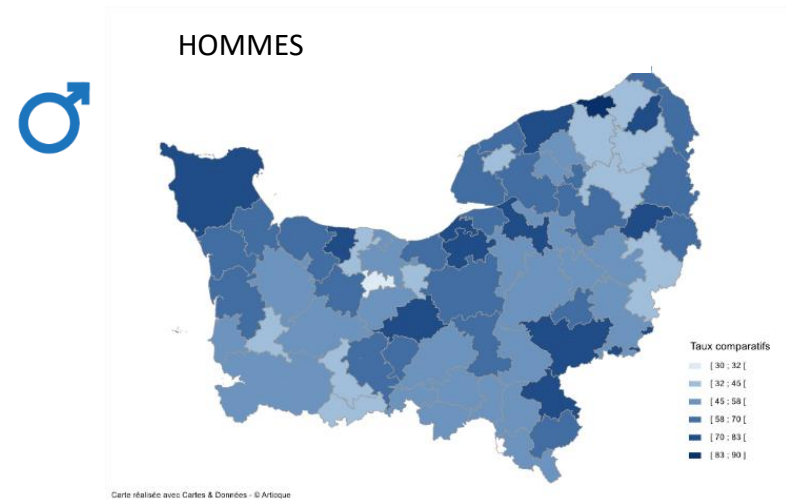 HOMMES
Taux comparatifs
[ 30 ; 32 [
[ 32 ; 45 [
[ 45 ; 58 [
[ 58 ; 70 [
[ 70 ; 83 [
[ 83 ; 90 ]
Carte réalisée avec Cartes & Données - © Articque